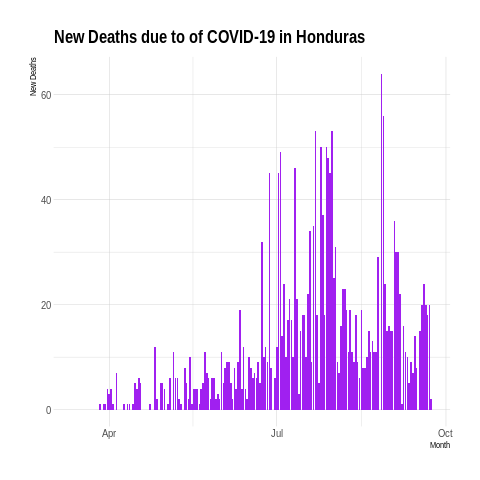 New Deaths due to of COVID-19 in Honduras
New Deaths
60
40
20
0
Apr
Jul
Oct
Month